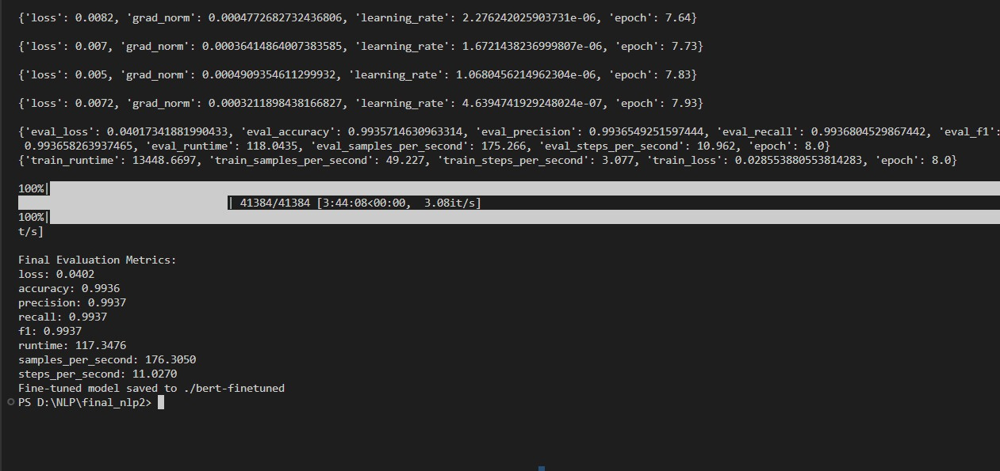 {'loss': 0.0082, 'grad_norm': 0.0004772682732436806, 'learning_rate': 2.276242025903731e-06, 'epoch': 7.64}
{'loss': 0.007, 'grad_norm': 0.00036414864007383585, 'learning_rate': 1.6721438236999807e-06, 'epoch': 7.73}
{'loss': 0.005, 'grad_norm': 0.0004909354611299932, 'learning_rate': 1.0680456214962304e-06, 'epoch': 7.83}
{'loss': 0.0072, 'grad_norm': 0.0003211898438166827, 'learning_rate': 4.6394741929248024e-07, 'epoch': 7.93}
{'eval_loss': 0.04017341881990433, 'eval_accuracy': 0.9935714630963314, 'eval_precision': 0.9936549251597444, 'eval_recall': 0.9936804529867442, 'eval_f1':
0.993658263937465, 'eval_runtime': 118.0435, 'eval_samples_per_second': 175.266, 'eval_steps_per_second': 10.962, 'epoch': 8.0}
{'train_runtime': 13448.6697, 'train_samples_per_second': 49.227, 'train_steps_per_second': 3.077, 'train_loss': 0.028553880553814283, 'epoch': 8.0}
100%|
| 41384/41384 [3:44:08<00:00,  3.08it/s]
100%|
t/s]
Final Evaluation Metrics:
loss: 0.0402
accuracy: 0.9936
precision: 0.9937
recall: 0.9937
f1: 0.9937
runtime: 117.3476
samples_per_second: 176.3050
steps_per_second: 11.0270
Fine-tuned model saved to ./bert-finetuned
PS D:\NLP\final_nlp2>